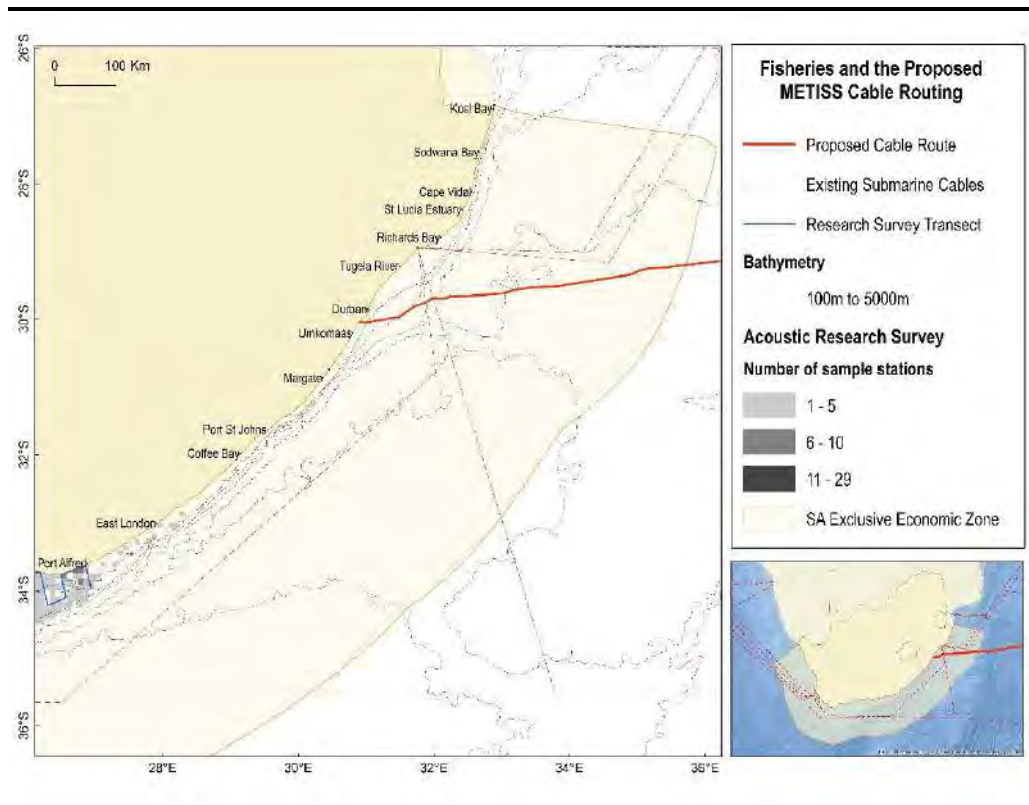 26°S
28°S
30°S
32°S
34°S
36°S
0 100 Km
Kosi Bay
Sodwana Bay
Cape Vidal
St Lucia Estuary
Richards Bay
Tugela River
Durban
Umkomaas
Margate
Port St Johns
Coffee Bay
East London
Port Alfred
28°E 30°E 32°E 34°E 36°E
Fisheries and the Proposed
METISS Cable Routing
Proposed Cable Route
Existing Submarine Cables
Research Survey Transect
Bathymetry
100m to 5000m
Acoustic Research Survey
Number of sample stations
1 - 5
6 - 10
11 - 29
SA Exclusive Economic Zone